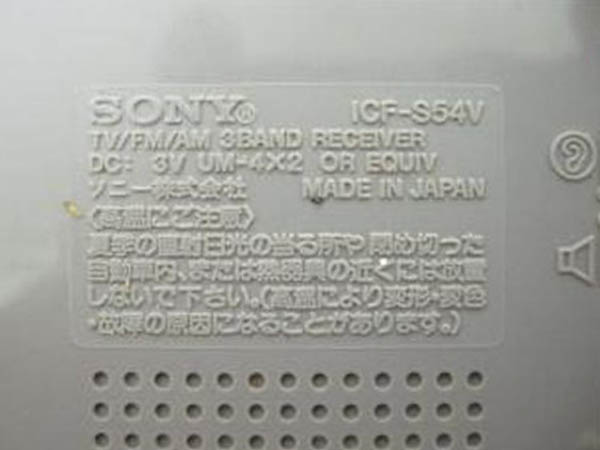 SONY® ICF-S54V
TV/FM/AM 3BAND RECEIVER
DC: 3V UM-4×2 OR EQUIV
ソニー株式会社 MADE IN JAPAN
〈高温にご注意〉
夏季の直射日光の当る所や閉め切った
自動車内、または熱器具の近くには放置
しないで下さい。(高温により変形・変色
・故障の原因になることがあります。)